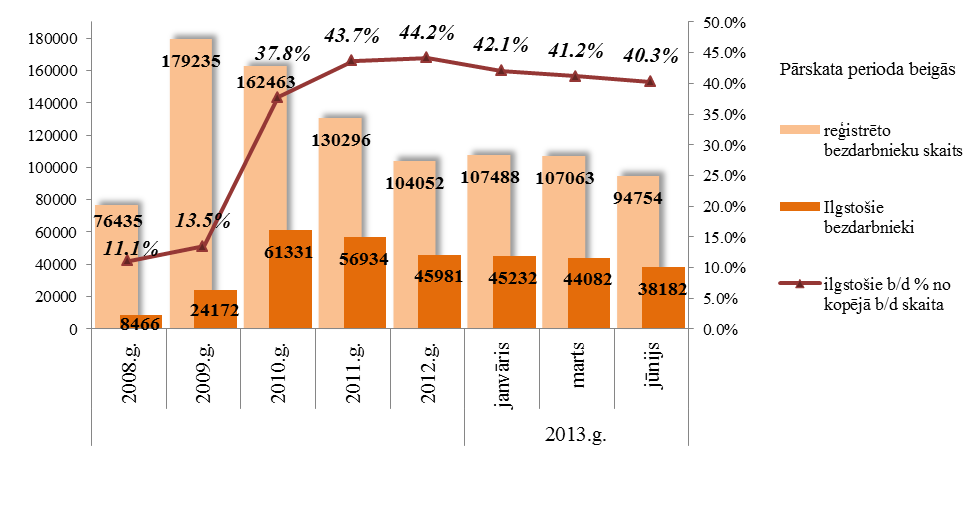 50.0%
44.2%
43.7%
42.1%
41.2%
40.3%
37.8%
180000
45.0%
179235
160000
162463
40.0%
Pārskata perioda beigās
140000
35.0%
130296
120000
30.0%
reģistrēto
bezdarbnieku skaits
100000
104052
107488
107063
25.0%
94754
80000
76435
13.5%
20.0%
Ilgstošie
bezdarbnieki
60000
11.1%
61331
56934
45981
45232
44082
38182
15.0%
40000
10.0%
ilgstošie b/d % no
kopējā b/d skaita
20000
8466
24172
5.0%
0
0.0%
2008.g.
2009.g.
2010.g.
2011.g.
2012.g.
janvāris
marts
jūnijs
2013.g.